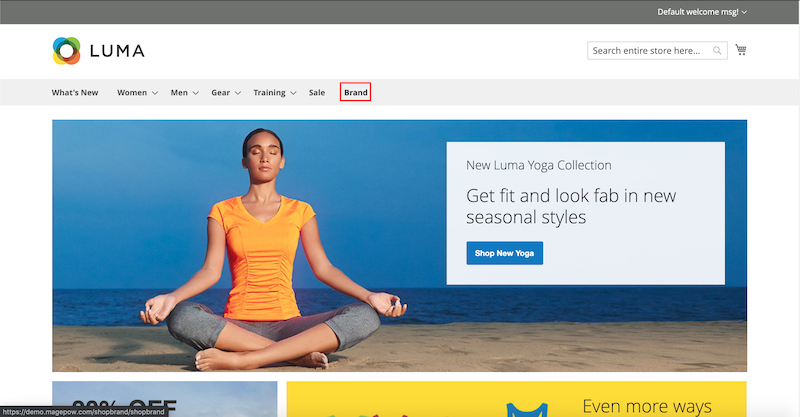 Default welcome msg!
LUMA
Search entire store here...
What's New Women Men Gear Training Sale Brand
New Luma Yoga Collection
Get fit and look fab in new
seasonal styles
Shop New Yoga
20% OFF
Even more ways
https://demo.magepow.com/shopbrand/shopbrand